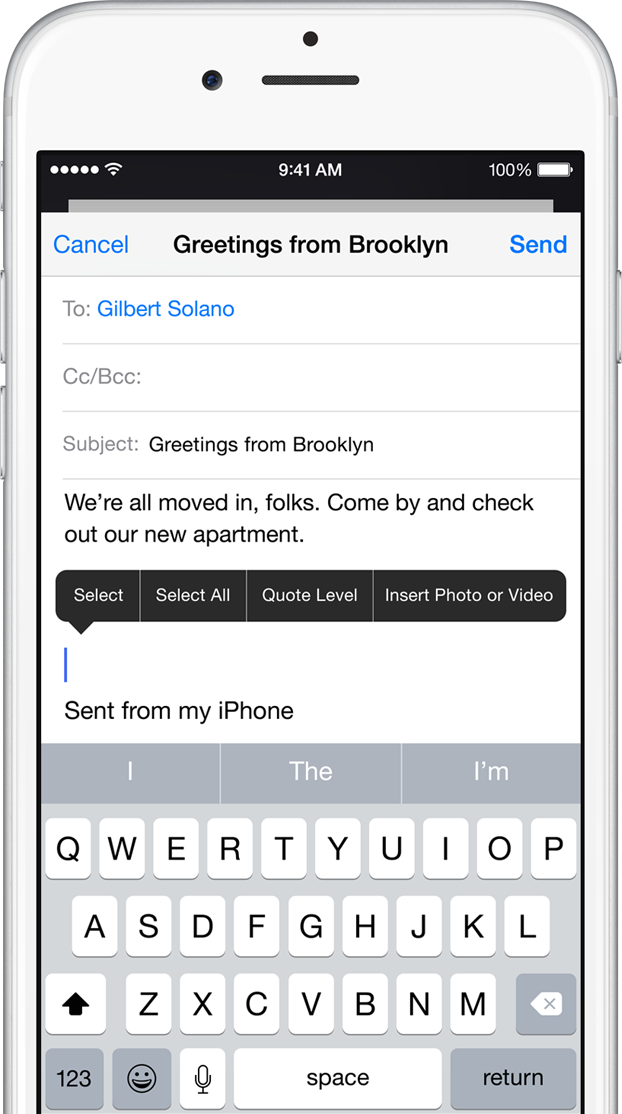 9:41 AM 100%
Cancel Greetings from Brooklyn Send
To: Gilbert Solano
Cc/Bcc:
Subject: Greetings from Brooklyn
We’re all moved in, folks. Come by and check
out our new apartment.
Select Select All Quote Level Insert Photo or Video
Sent from my iPhone
I The I’m
Q W E R T Y U I O P
A S D F G H J K L
Z X C V B N M
123 space return